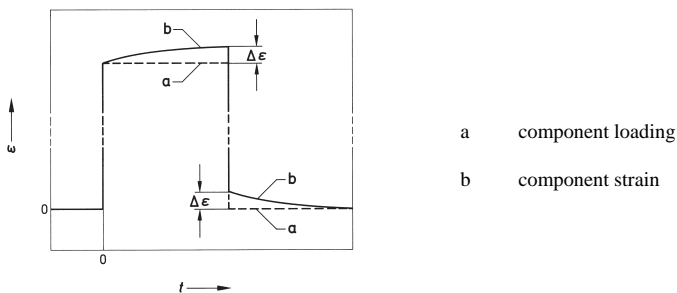 b
Δε
a
ε
a component loading
b component strain
b
Δε
0
a
0
t